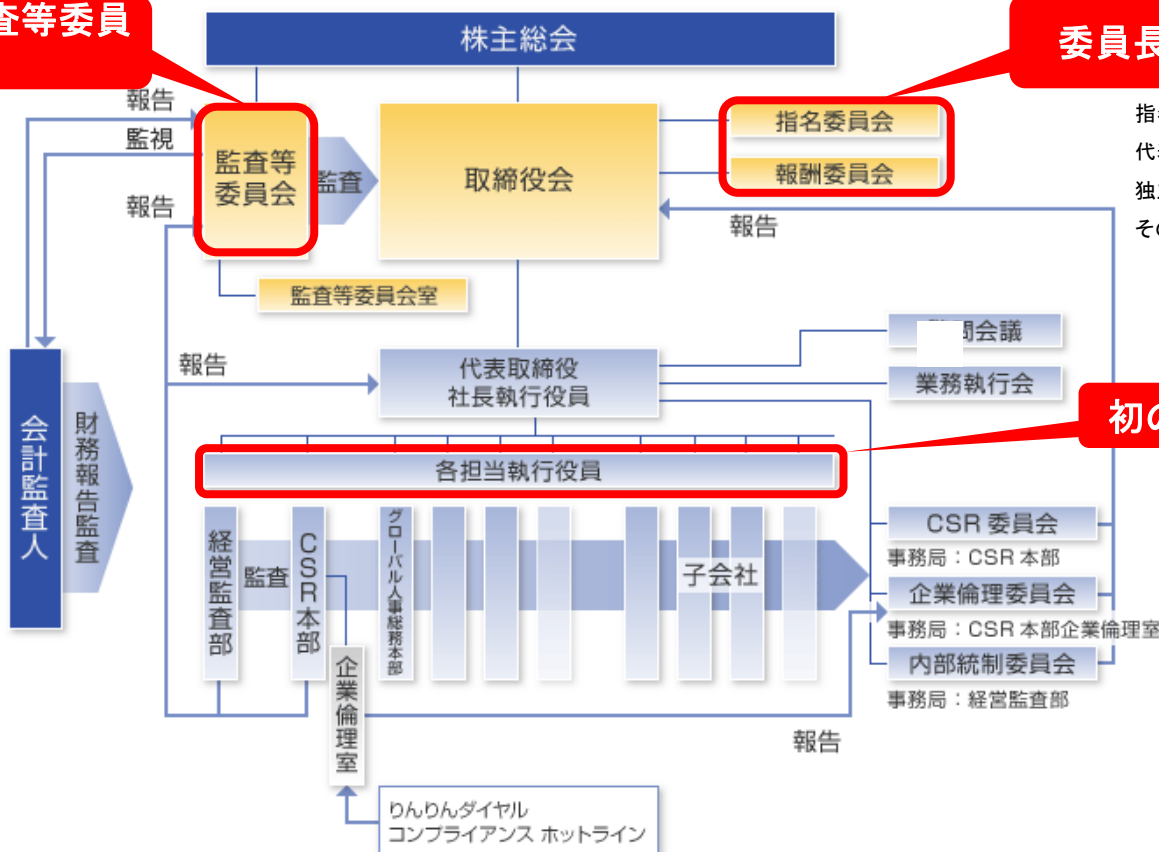 査等委員
株主総会
委員長
報告
監視
報告
監査等
委員会
監査
取締役会
指名委員会
報酬委員会
報告
監査等委員会室
報告
代表取締役
社長執行役員
問会議
業務執行会
初の
各担当執行役員
会計監査人
財務報告監査
経営監査部
監査
CSR本部
グローバル人事総務本部
子会社
CSR 委員会
事務局：CSR 本部
企業倫理委員会
事務局：CSR 本部企業倫理室
内部統制委員会
事務局：経営監査部
企業倫理室
報告
りんりんダイヤル
コンプライアンス ホットライン